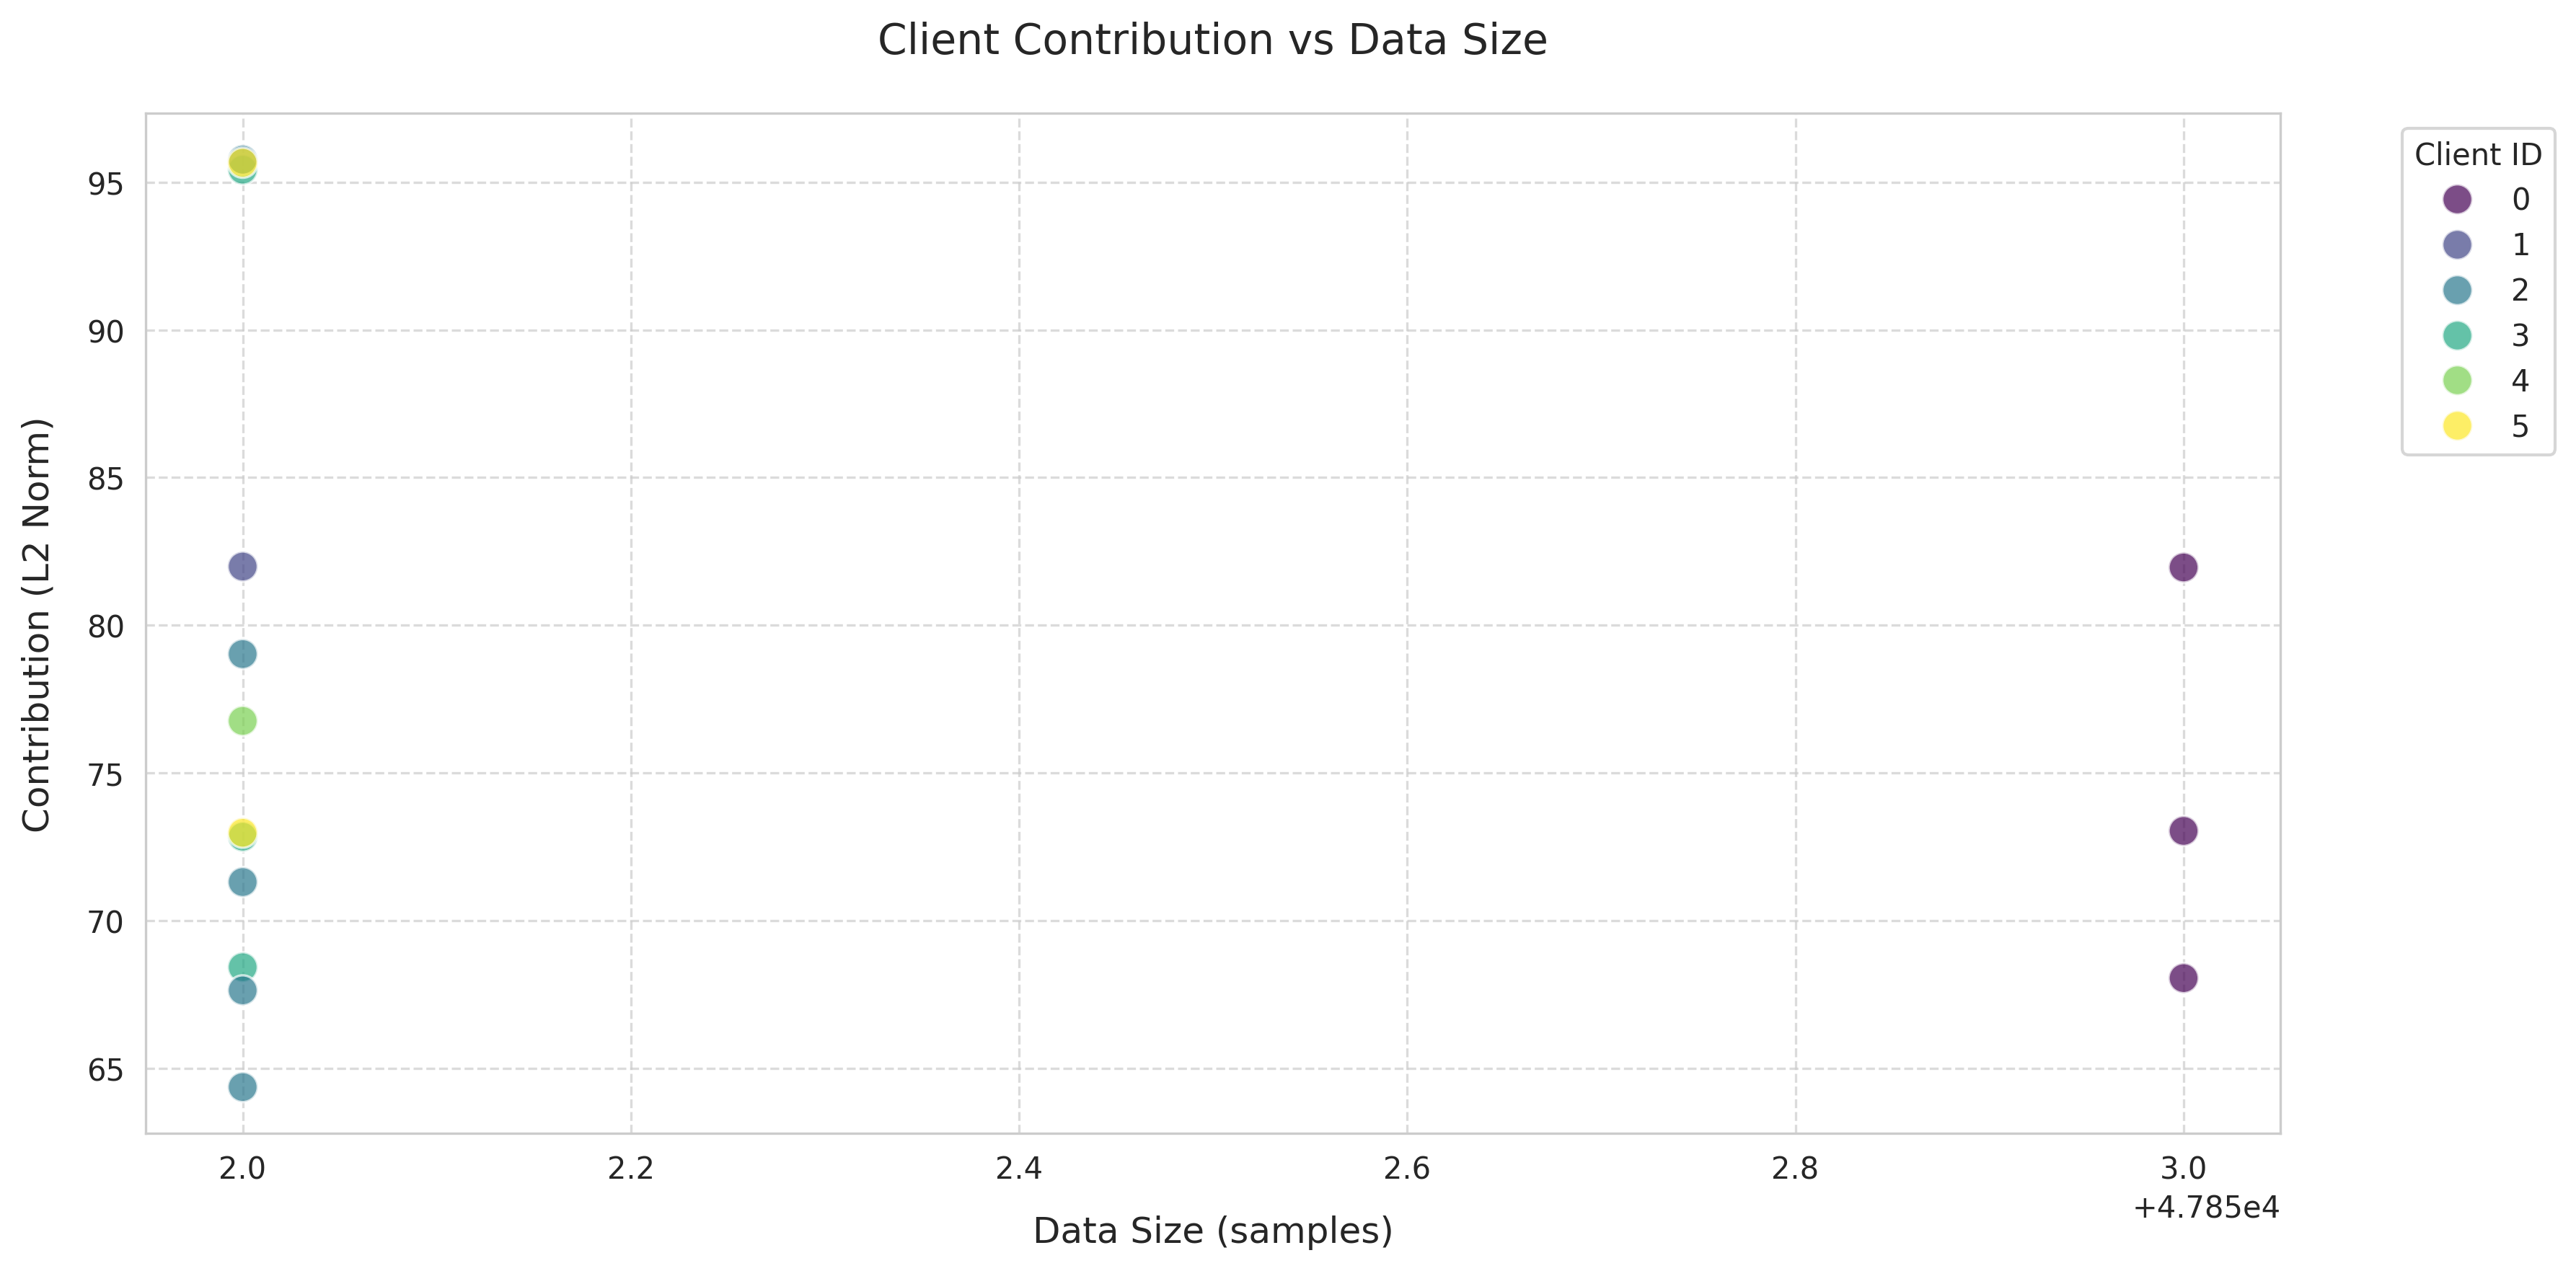 Client Contribution vs Data Size
Contribution (L2 Norm)
95
90
85
80
75
70
65
2.0 2.2 2.4 2.6 2.8 3.0
+4.785e4
Data Size (samples)
Client ID
0
1
2
3
4
5